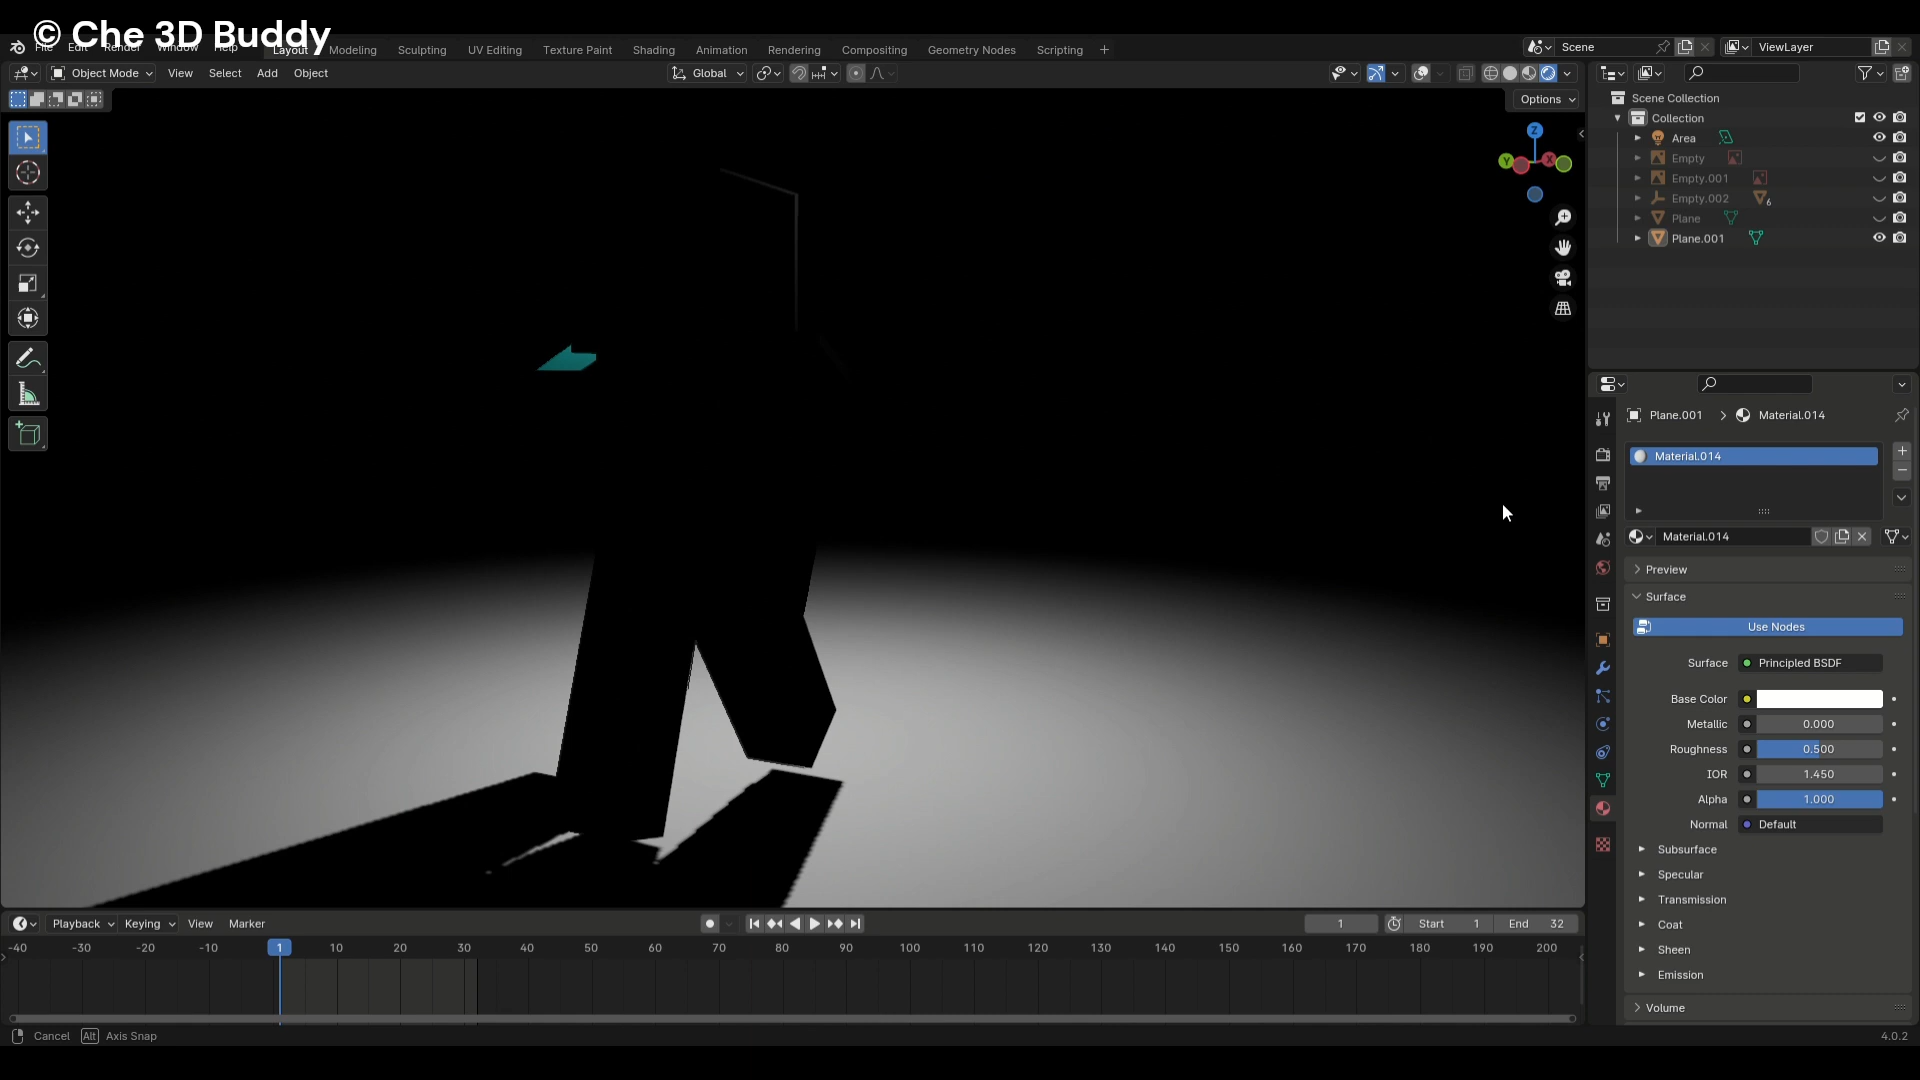 © Che 3D Buddy
File Edit Render Window Help Layout Modeling Sculpting UV Editing Texture Paint Shading Animation Rendering Compositing Geometry Nodes Scripting + Scene ViewLayer
Object Mode View Select Add Object Global
Options
Scene Collection
Collection
Area
Empty
Empty.001
Empty.002 6
Plane
Plane.001
Z
Y X
Plane.001 > Material.014
Material.014
Material.014
Preview
Surface
Use Nodes
Surface Principled BSDF
Base Color
Metallic 0.000
Roughness 0.500
IOR 1.450
Alpha 1.000
Normal Default
Subsurface
Specular
Transmission
Coat
Sheen
Emission
Volume
Playback Keying View Marker 1 Start 1 End 32
-40 -30 -20 -10 1 10 20 30 40 50 60 70 80 90 100 110 120 130 140 150 160 170 180 190 200
Cancel Alt Axis Snap 4.0.2